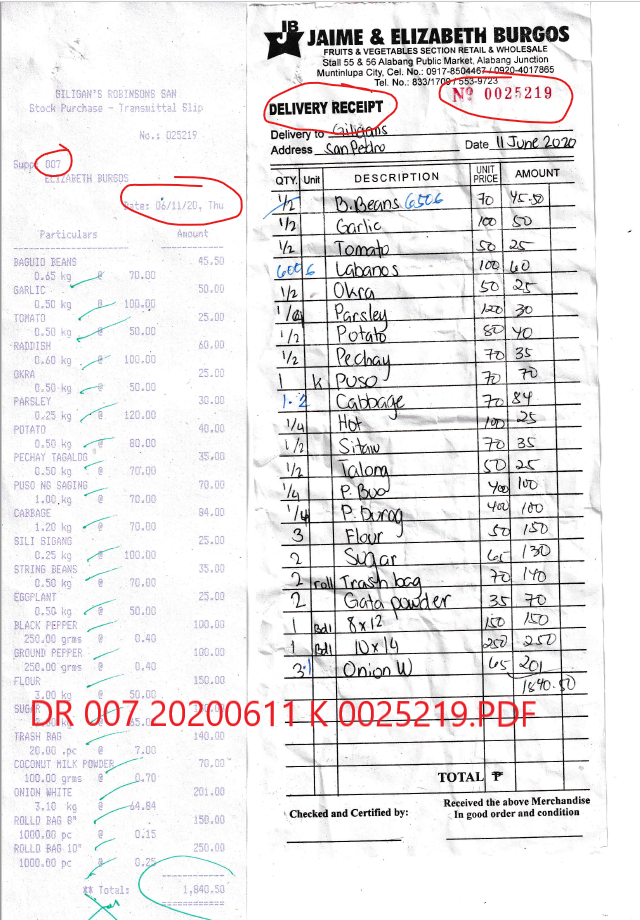 GILIGAN'S ROBINSONS SAN
Stock Purchase - Transmittal Slip
No.: 025219
Supp 007
ELIZABETH BURGOS
Date: 06/11/20, Thu
Particulars Amount
BAGUIO BEANS 45.50
0.65 kg @ 70.00
GARLIC 50.00
0.50 kg @ 100.00
TOMATO 25.00
0.50 kg @ 50.00
RADDISH 60.00
0.60 kg @ 100.00
OKRA 25.00
0.50 kg @ 50.00
PARSLEY 30.00
0.25 kg @ 120.00
POTATO 40.00
0.50 kg @ 80.00
PECHAY TAGALOG 35.00
0.50 kg @ 70.00
PUSO NG SAGING 70.00
1.00 kg @ 70.00
CABBAGE 84.00
1.20 kg @ 70.00
SILI SIGANG 25.00
0.25 kg @ 100.00
STRING BEANS 35.00
0.50 kg @ 70.00
EGGPLANT 25.00
0.50 kg @ 50.00
BLACK PEPPER 100.00
250.00 grms @ 0.40
GROUND PEPPER 100.00
250.00 grms @ 0.40
FLOUR 150.00
3.00 kg @ 50.00
SUGAR
65.00
TRASH BAG 140.00
20.00 .pc @ 7.00
COCONUT MILK POWDER 70.00
100.00 grms @ 0.70
ONION WHITE 201.00
3.10 kg @ 64.84
ROLLO BAG 8" 150.00
1000.00 pc @ 0.15
ROLLO BAG 10" 250.00
1000.00 pc @ 0.25
** Total: 1,840.50
JB
JAIME & ELIZABETH BURGOS
FRUITS & VEGETABLES SECTION RETAIL & WHOLESALE
Stall 55 & 56 Alabang Public Market, Alabang Junction
Muntinlupa City, Cel. No.: 0917-8504467 / 0920-4017865
Tel. No.: 833/1700 / 553-9723
Nº 0025219
DELIVERY RECEIPT
Delivery to Giligans
Address San Pedro Date 11 June 2020
QTY. Unit DESCRIPTION UNIT PRICE AMOUNT
1/2 B.Beans 650G 70 45.50
1/2 Garlic 100 50
1/2 Tomato 50 25
600 G Labanos 100 60
1/2 Okra 50 25
1/4 Parsley 120 30
1/2 Potato 80 40
1/2 Pechay 70 35
1 K Puso 70 70
1.2 Cabbage 70 84
1/4 Hot 100 25
1/2 Sitaw 70 35
1/2 Talong 50 25
1/4 P. Buo 400 100
1/4 P. Durog 400 100
3 Flour 50 150
2 Sugar 65 130
2 roll Trash bag 70 140
2 Gata powder 35 70
1 Bdl 8x12 150 150
1 Bdl 10x14 250 250
3.1 Onion W 65 201
1840.50
DR 007 20200611 K 0025219.PDF
TOTAL ₱
Checked and Certified by:
Received the above Merchandise
In good order and condition